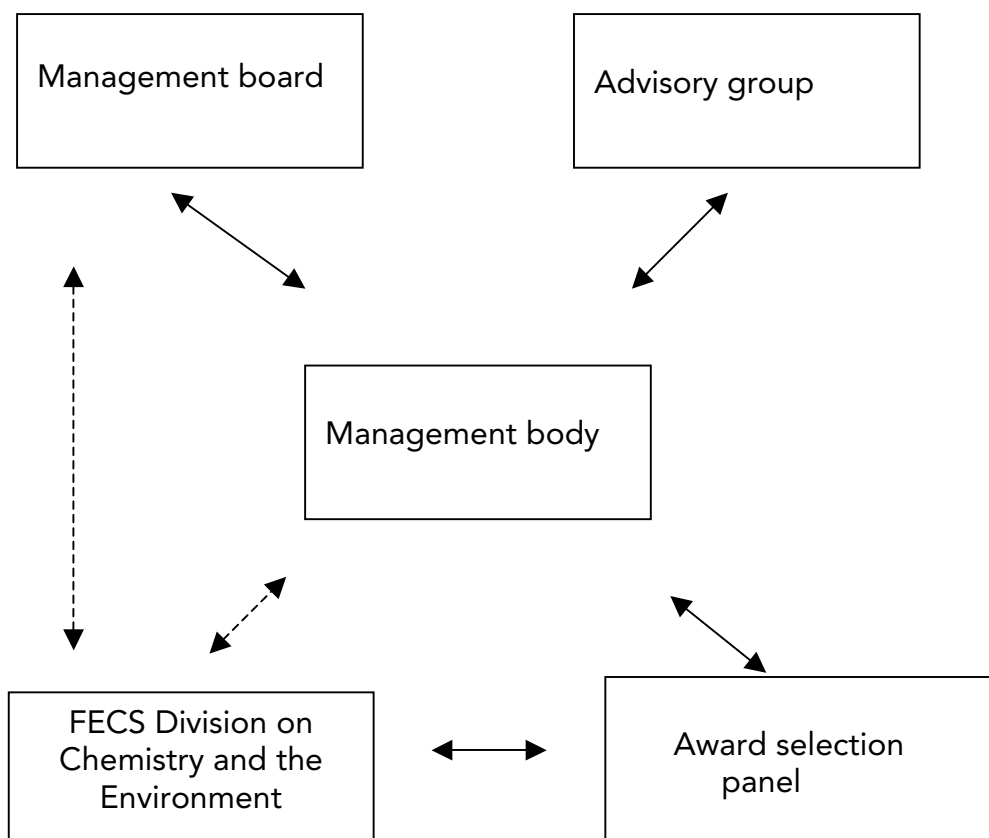 Management board
Advisory group
Management body
FECS Division on
Chemistry and the
Environment
Award selection
panel